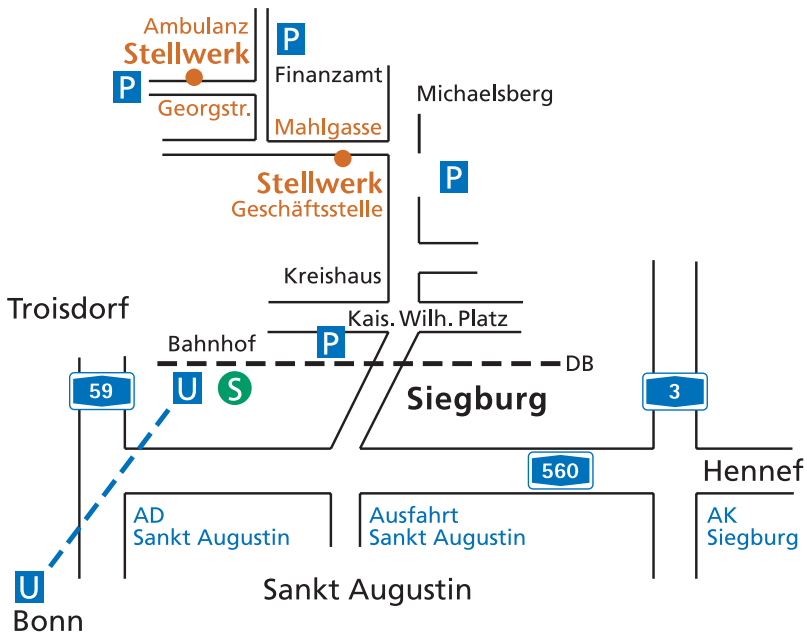 Ambulanz
Stellwerk
P
Finanzamt
P
Georgstr.
Mahlgasse
Michaelsberg
Stellwerk
Geschäftsstelle
P
Kreishaus
Troisdorf
Kais. Wilh. Platz
Bahnhof
P
DB
59
U
S
Siegburg
3
560
Hennef
AD
Sankt Augustin
Ausfahrt
Sankt Augustin
AK
Siegburg
U
Bonn
Sankt Augustin